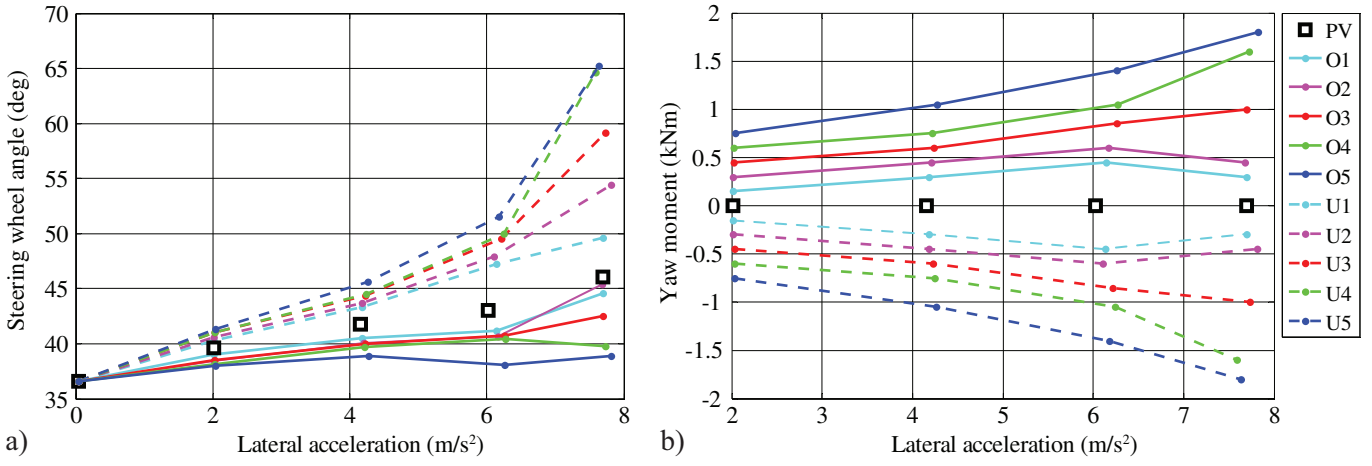 70
65
60
55
50
45
40
35
Steering wheel angle (deg)
0
2
4
6
8
Lateral acceleration (m/s²)
a)
2
1.5
1
0.5
0
-0.5
-1
-1.5
-2
Yaw moment (kNm)
2
3
4
5
6
7
8
Lateral acceleration (m/s²)
b)
PV
O1
O2
O3
O4
O5
U1
U2
U3
U4
U5